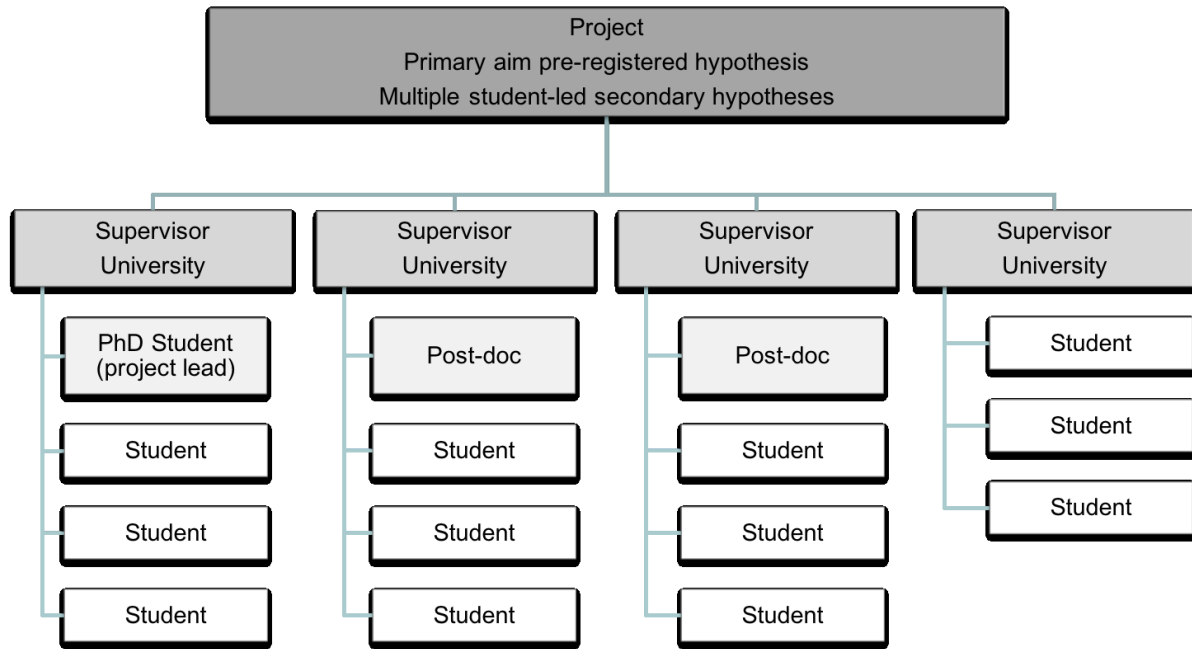 Project
Primary aim pre-registered hypothesis
Multiple student-led secondary hypotheses
Supervisor
University
PhD Student
(project lead)
Student
Student
Student
Supervisor
University
Post-doc
Student
Student
Student
Supervisor
University
Post-doc
Student
Student
Student
Supervisor
University
Student
Student
Student